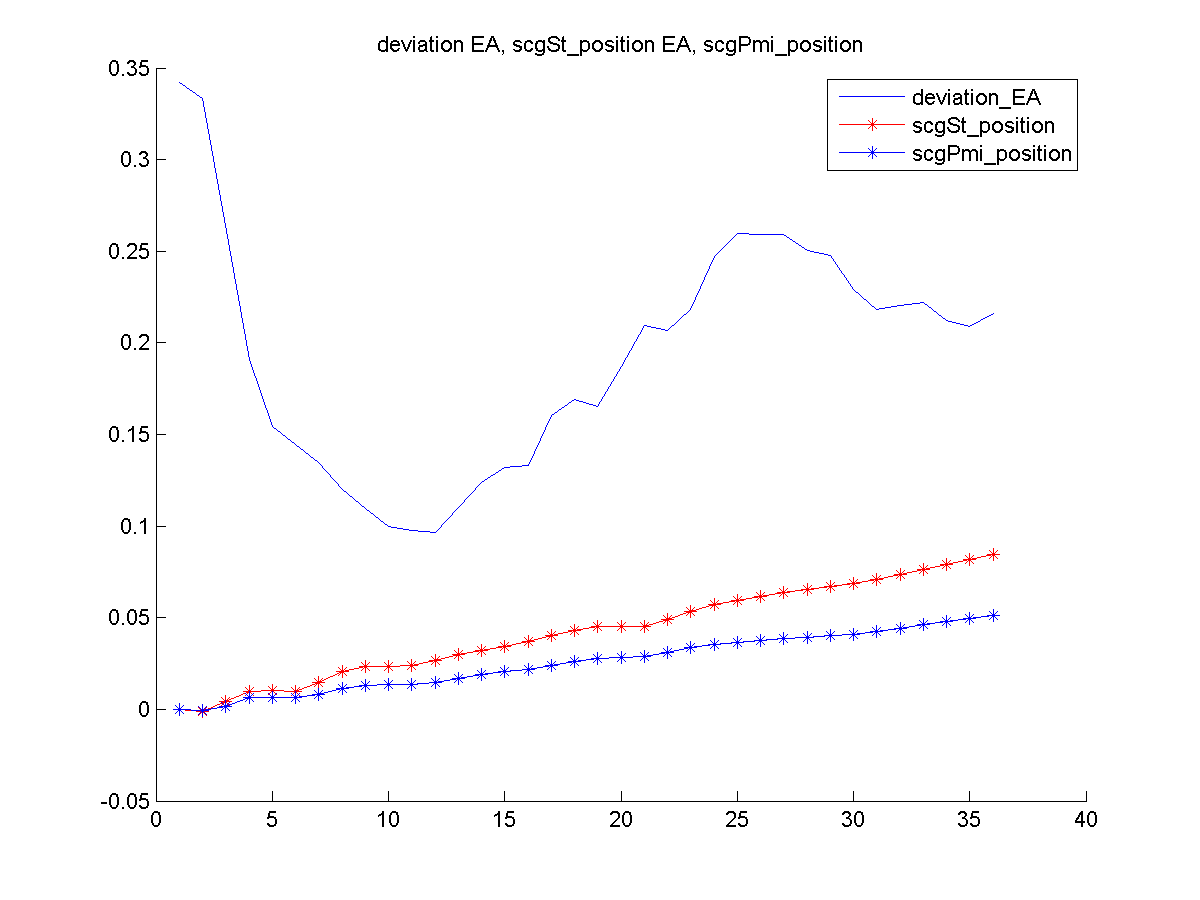 deviation EA, scgSt_position EA, scgPmi_position
deviation_EA
scgSt_position
scgPmi_position
0.35
0.3
0.25
0.2
0.15
0.1
0.05
0
-0.05
0 5 10 15 20 25 30 35 40